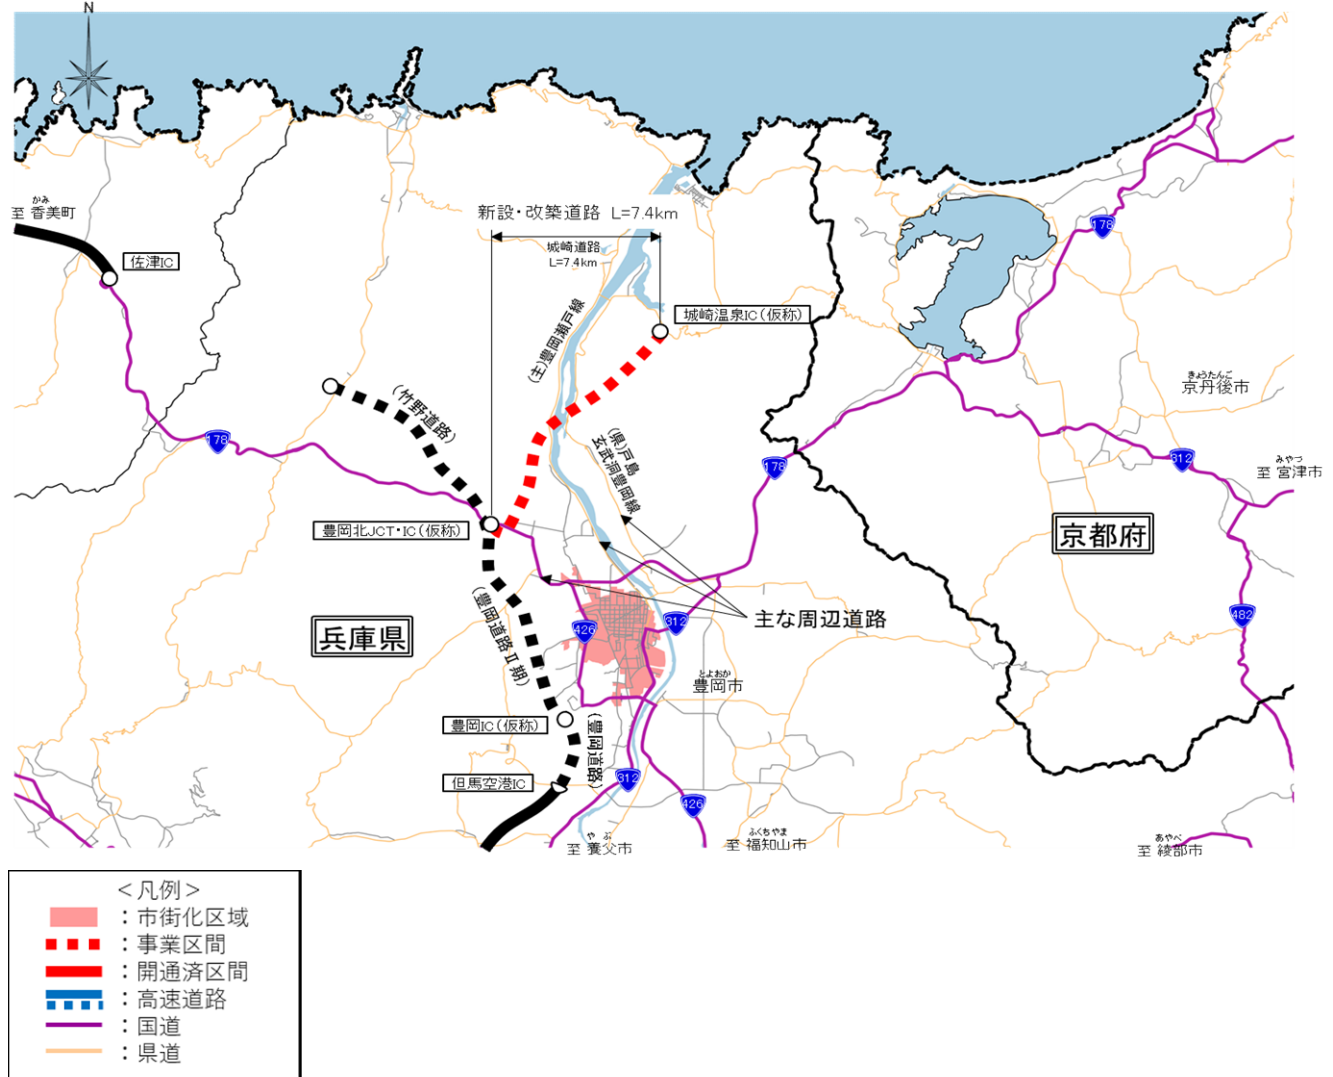 N
かみ
至 香美町
佐津IC
新設・改築道路 L=7.4km
城崎道路
L=7.4km
城崎温泉IC(仮称)
(主)豊岡瀬戸線
(竹野道路)
(県)戸島
玄武洞豊岡線
178
178
178
きょうたんご
京丹後市
312
みやづ
至 宮津市
豊岡北JCT・IC(仮称)
京都府
兵庫県
(豊岡道路Ⅱ期)
426
312
主な周辺道路
482
とよおか
豊岡市
豊岡IC(仮称)
(豊岡道路)
但馬空港IC
312
426
やぶ
至 養父市
ふくちやま
至 福知山市
あやべ
至 綾部市
<凡例>
:市街化区域
:事業区間
:開通済区間
:高速道路
:国道
:県道